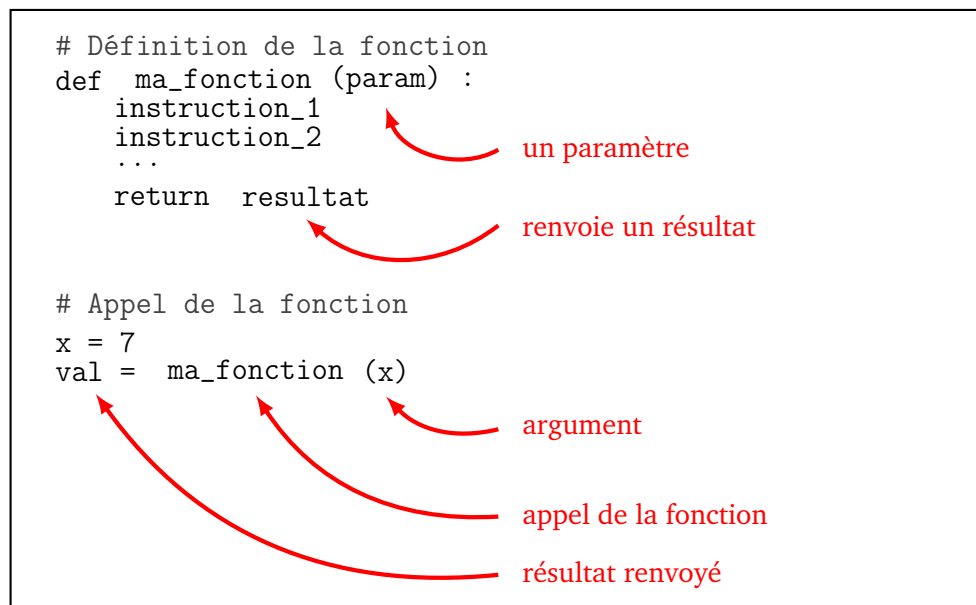 # Définition de la fonction
def ma_fonction (param) :
instruction_1
instruction_2
...
un paramètre
return resultat
renvoie un résultat
# Appel de la fonction
x = 7
val = ma_fonction (x)
argument
appel de la fonction
résultat renvoyé